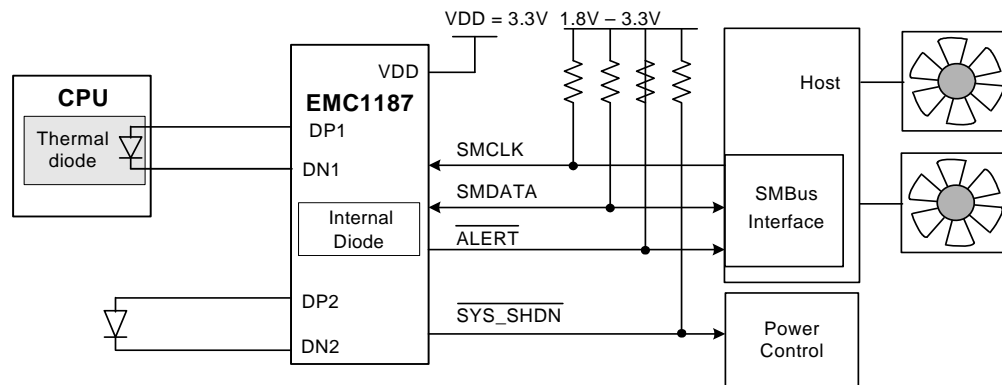 VDD = 3.3V 1.8V – 3.3V
VDD
Host
CPU
EMC1187
Thermal
diode
DP1
DN1
SMCLK
SMDATA
SMBus
Interface
Internal
Diode
ALERT
DP2
DN2
SYS_SHDN
Power
Control